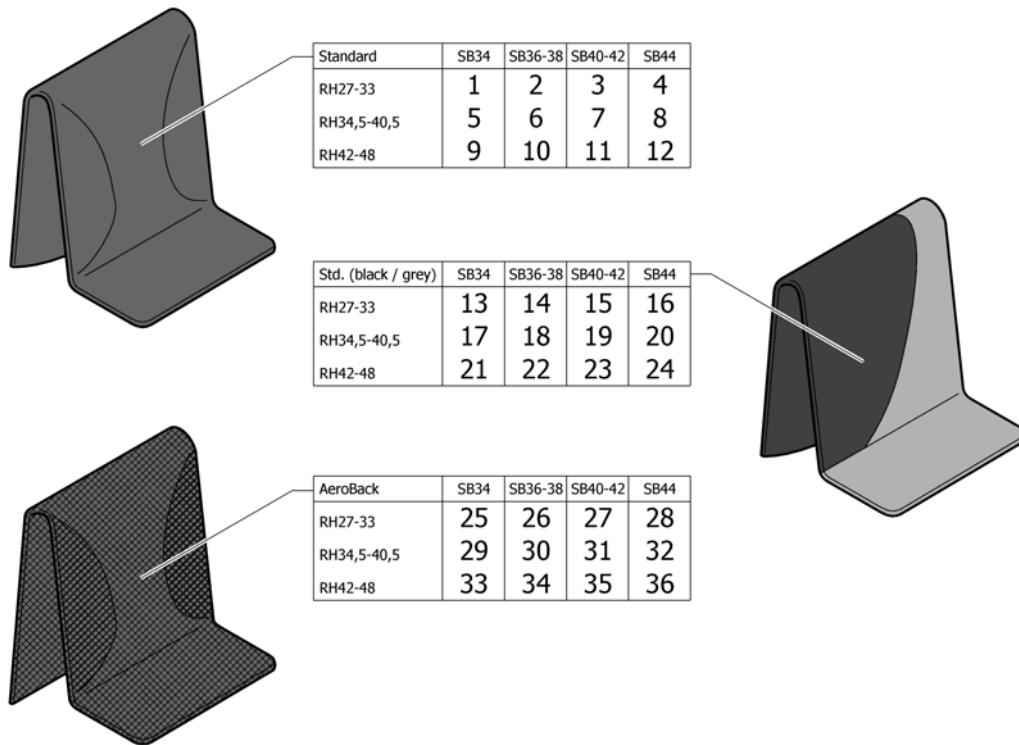 Standard SB34 SB36-38 SB40-42 SB44
RH27-33 1 2 3 4
RH34,5-40,5 5 6 7 8
RH42-48 9 10 11 12
Std. (black / grey) SB34 SB36-38 SB40-42 SB44
RH27-33 13 14 15 16
RH34,5-40,5 17 18 19 20
RH42-48 21 22 23 24
AeroBack SB34 SB36-38 SB40-42 SB44
RH27-33 25 26 27 28
RH34,5-40,5 29 30 31 32
RH42-48 33 34 35 36